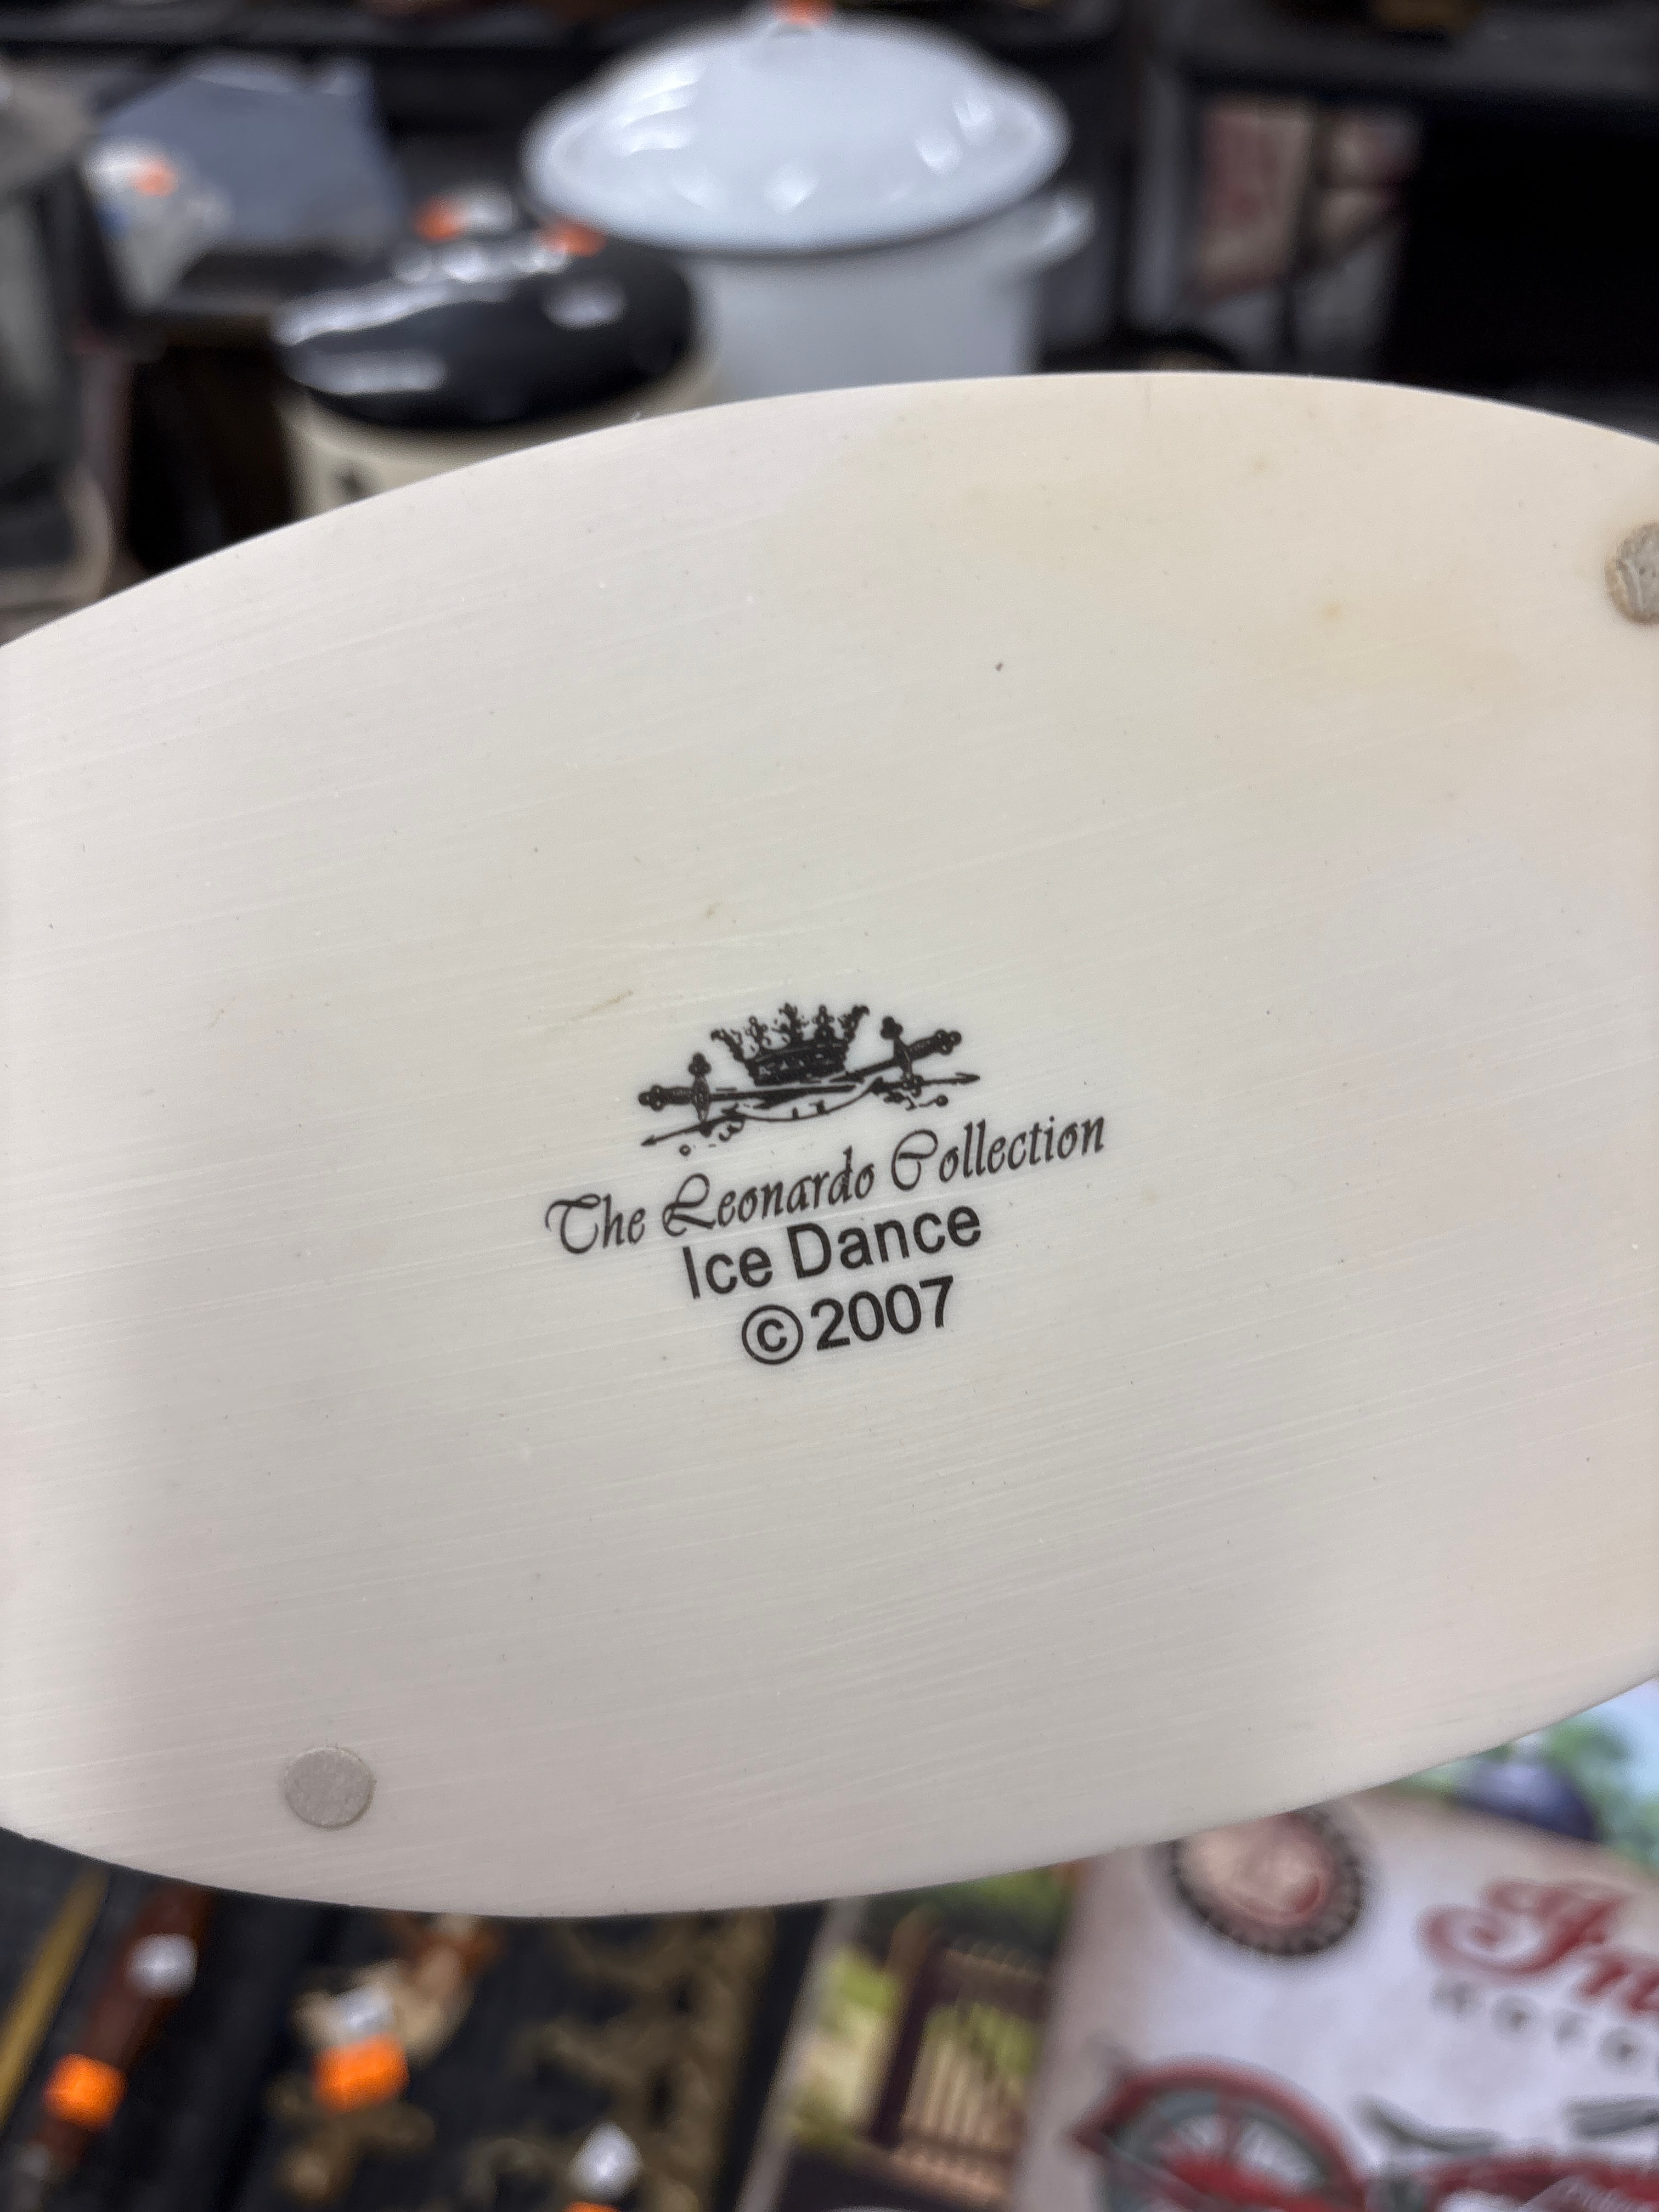 The Leonardo Collection
Ice Dance
©2007